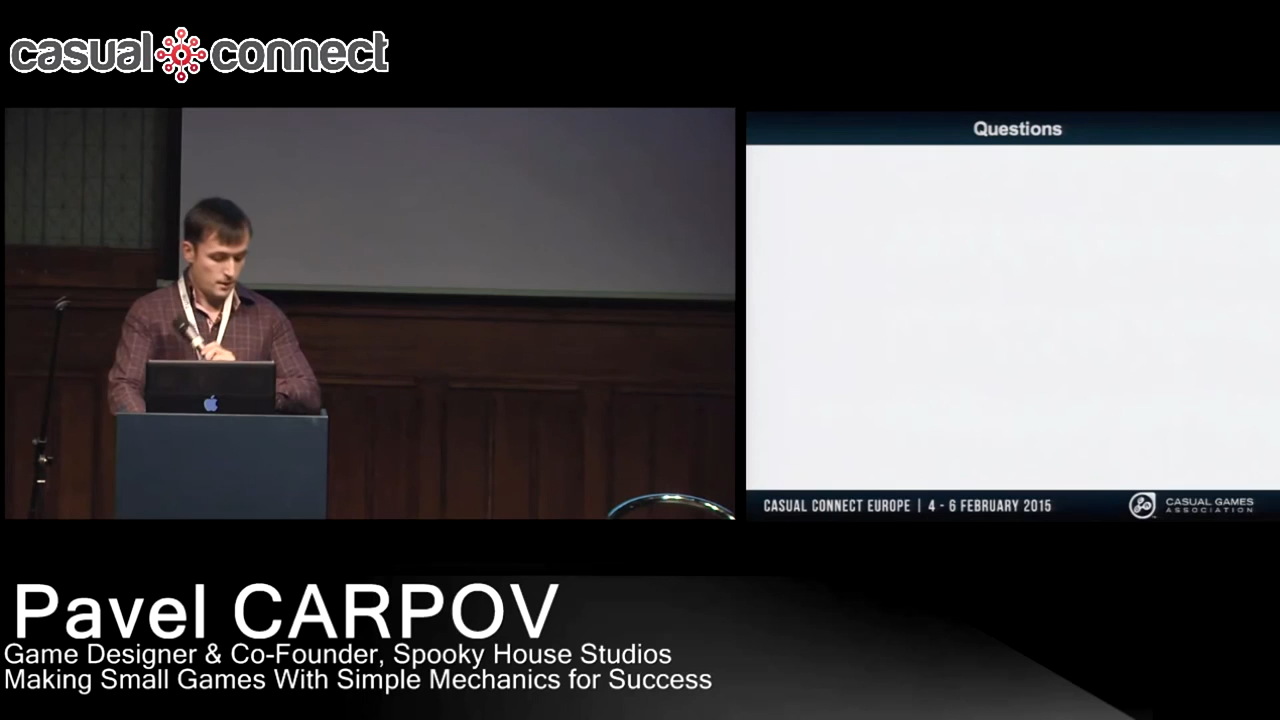 casual connect
Questions
CASUAL CONNECT EUROPE | 4 - 6 FEBRUARY 2015
CASUAL GAMES
ASSOCIATION
Pavel CARPOV
Game Designer & Co-Founder, Spooky House Studios
Making Small Games With Simple Mechanics for Success